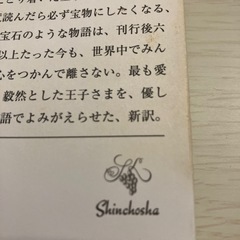 読んだら必ず宝物にしたくなる、
宝石のような物語は、刊行後六
以上たった今も、世界中でみん
心をつかんで離さない。最も愛
毅然とした王子さまを、優し
語でよみがえらせた、新訳。
Shinchosha